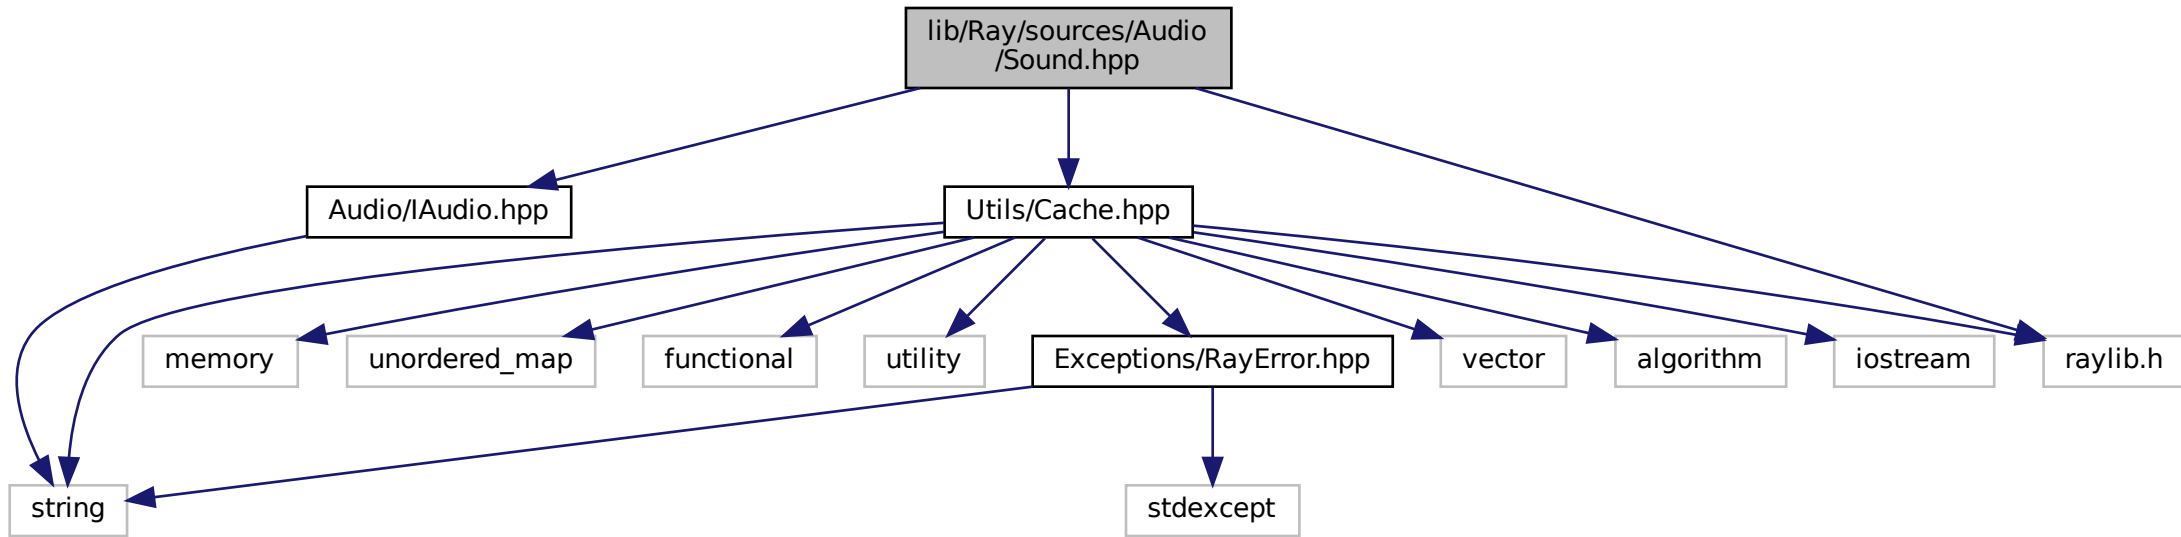 lib/Ray/sources/Audio
/Sound.hpp
Audio/IAudio.hpp
Utils/Cache.hpp
memory
unordered_map
functional
utility
Exceptions/RayError.hpp
vector
algorithm
iostream
raylib.h
string
stdexcept